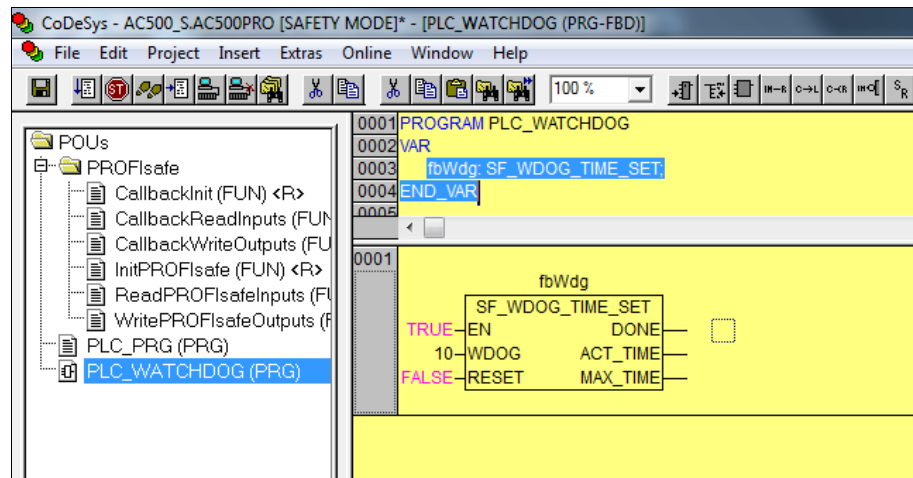 CoDeSys - AC500_S.AC500PRO [SAFETY MODE]* - [PLC_WATCHDOG (PRG-FBD)]
File Edit Project Insert Extras Online Window Help
100 %
POUs
PROFIsafe
CallbackInit (FUN) <R>
CallbackReadInputs (FUN
CallbackWriteOutputs (FU
InitPROFIsafe (FUN) <R>
ReadPROFIsafeInputs (FU
WritePROFIsafeOutputs (F
PLC_PRG (PRG)
PLC_WATCHDOG (PRG)
0001 PROGRAM PLC_WATCHDOG
0002 VAR
0003 fbWdg: SF_WDOG_TIME_SET;
0004 END_VAR
0005
0001
fbWdg
SF_WDOG_TIME_SET
TRUE EN DONE
10 WDOG ACT_TIME
FALSE RESET MAX_TIME